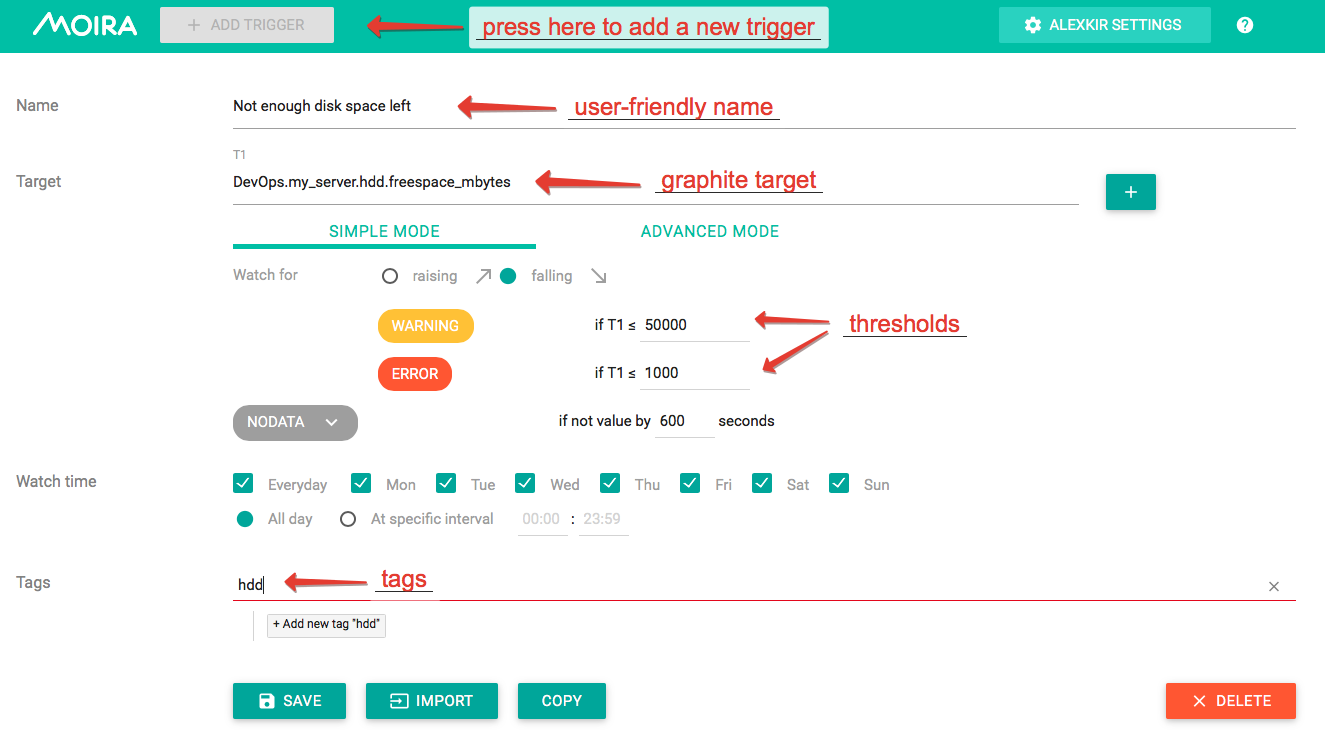 MOIRA + ADD TRIGGER press here to add a new trigger ALEXKIR SETTINGS ?
Name Not enough disk space left user-friendly name
T1
Target DevOps.my_server.hdd.freespace_mbytes graphite target +
SIMPLE MODE ADVANCED MODE
Watch for raising falling
WARNING if T1 ≤ 50000 thresholds
ERROR if T1 ≤ 1000
NODATA if not value by 600 seconds
Watch time Everyday Mon Tue Wed Thu Fri Sat Sun
All day At specific interval 00:00 : 23:59
Tags hdd tags
+ Add new tag "hdd"
SAVE IMPORT COPY DELETE